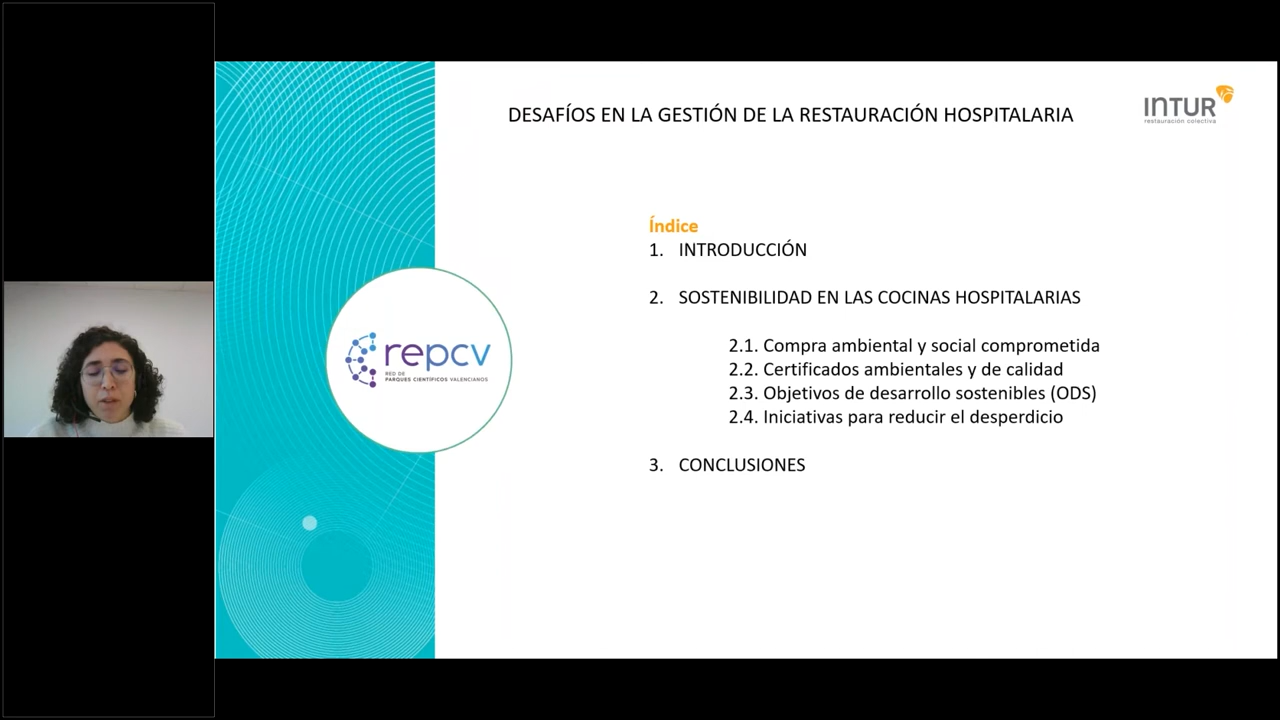 DESAFÍOS EN LA GESTIÓN DE LA RESTAURACIÓN HOSPITALARIA
INTUR
restauración colectiva
Índice
1. INTRODUCCIÓN
2. SOSTENIBILIDAD EN LAS COCINAS HOSPITALARIAS
2.1. Compra ambiental y social comprometida
2.2. Certificados ambientales y de calidad
2.3. Objetivos de desarrollo sostenibles (ODS)
2.4. Iniciativas para reducir el desperdicio
3. CONCLUSIONES
repcv
RED DE
PARQUES CIENTÍFICOS VALENCIANOS